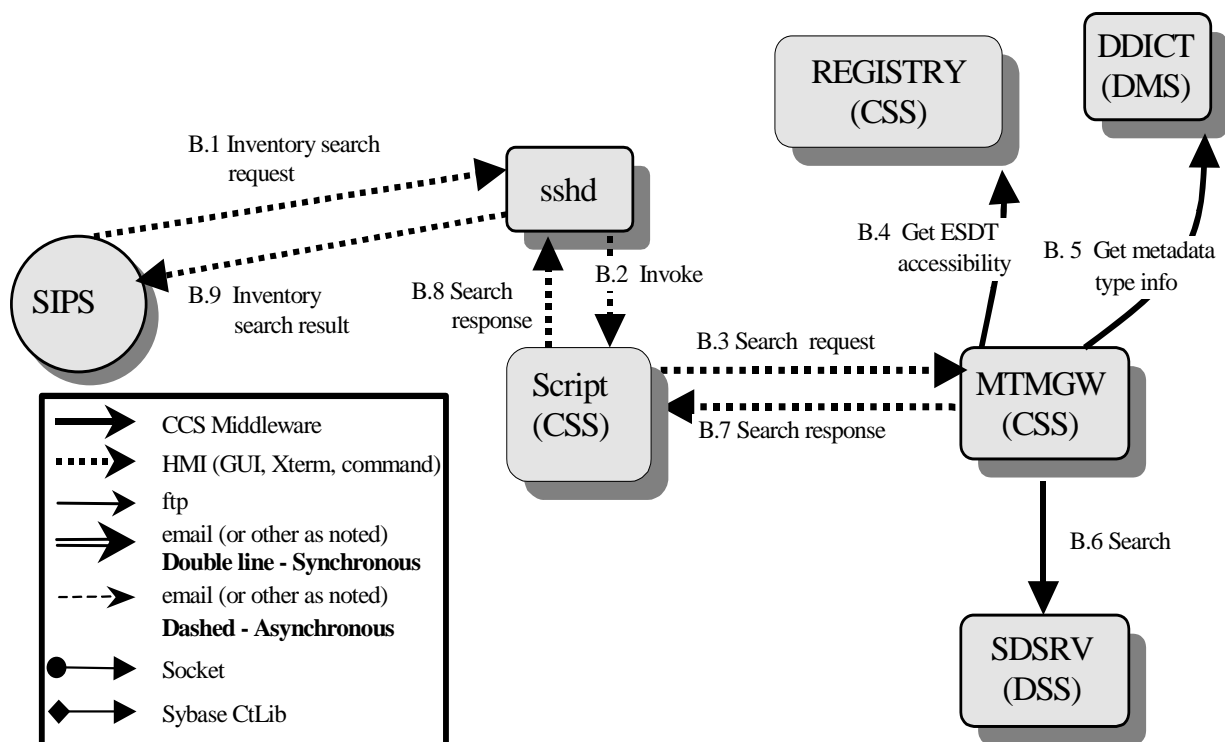 DDICT
(DMS)
REGISTRY
(CSS)
B.1 Inventory search
request
sshd
B.4 Get ESDT
accessibility
B. 5 Get metadada
type info
B.2 Invoke
SIPS
B.9 Inventory
search result
B.8 Search
response
B.3 Search request
Script
(CSS)
MTMGW
(CSS)
B.7 Search response
B.6 Search
SDSRV
(DSS)
CCS Middleware
HMI (GUI, Xterm, command)
ftp
email (or other as noted)
Double line - Synchronous
email (or other as noted)
Dashed - Asynchronous
Socket
Sybase CtLib